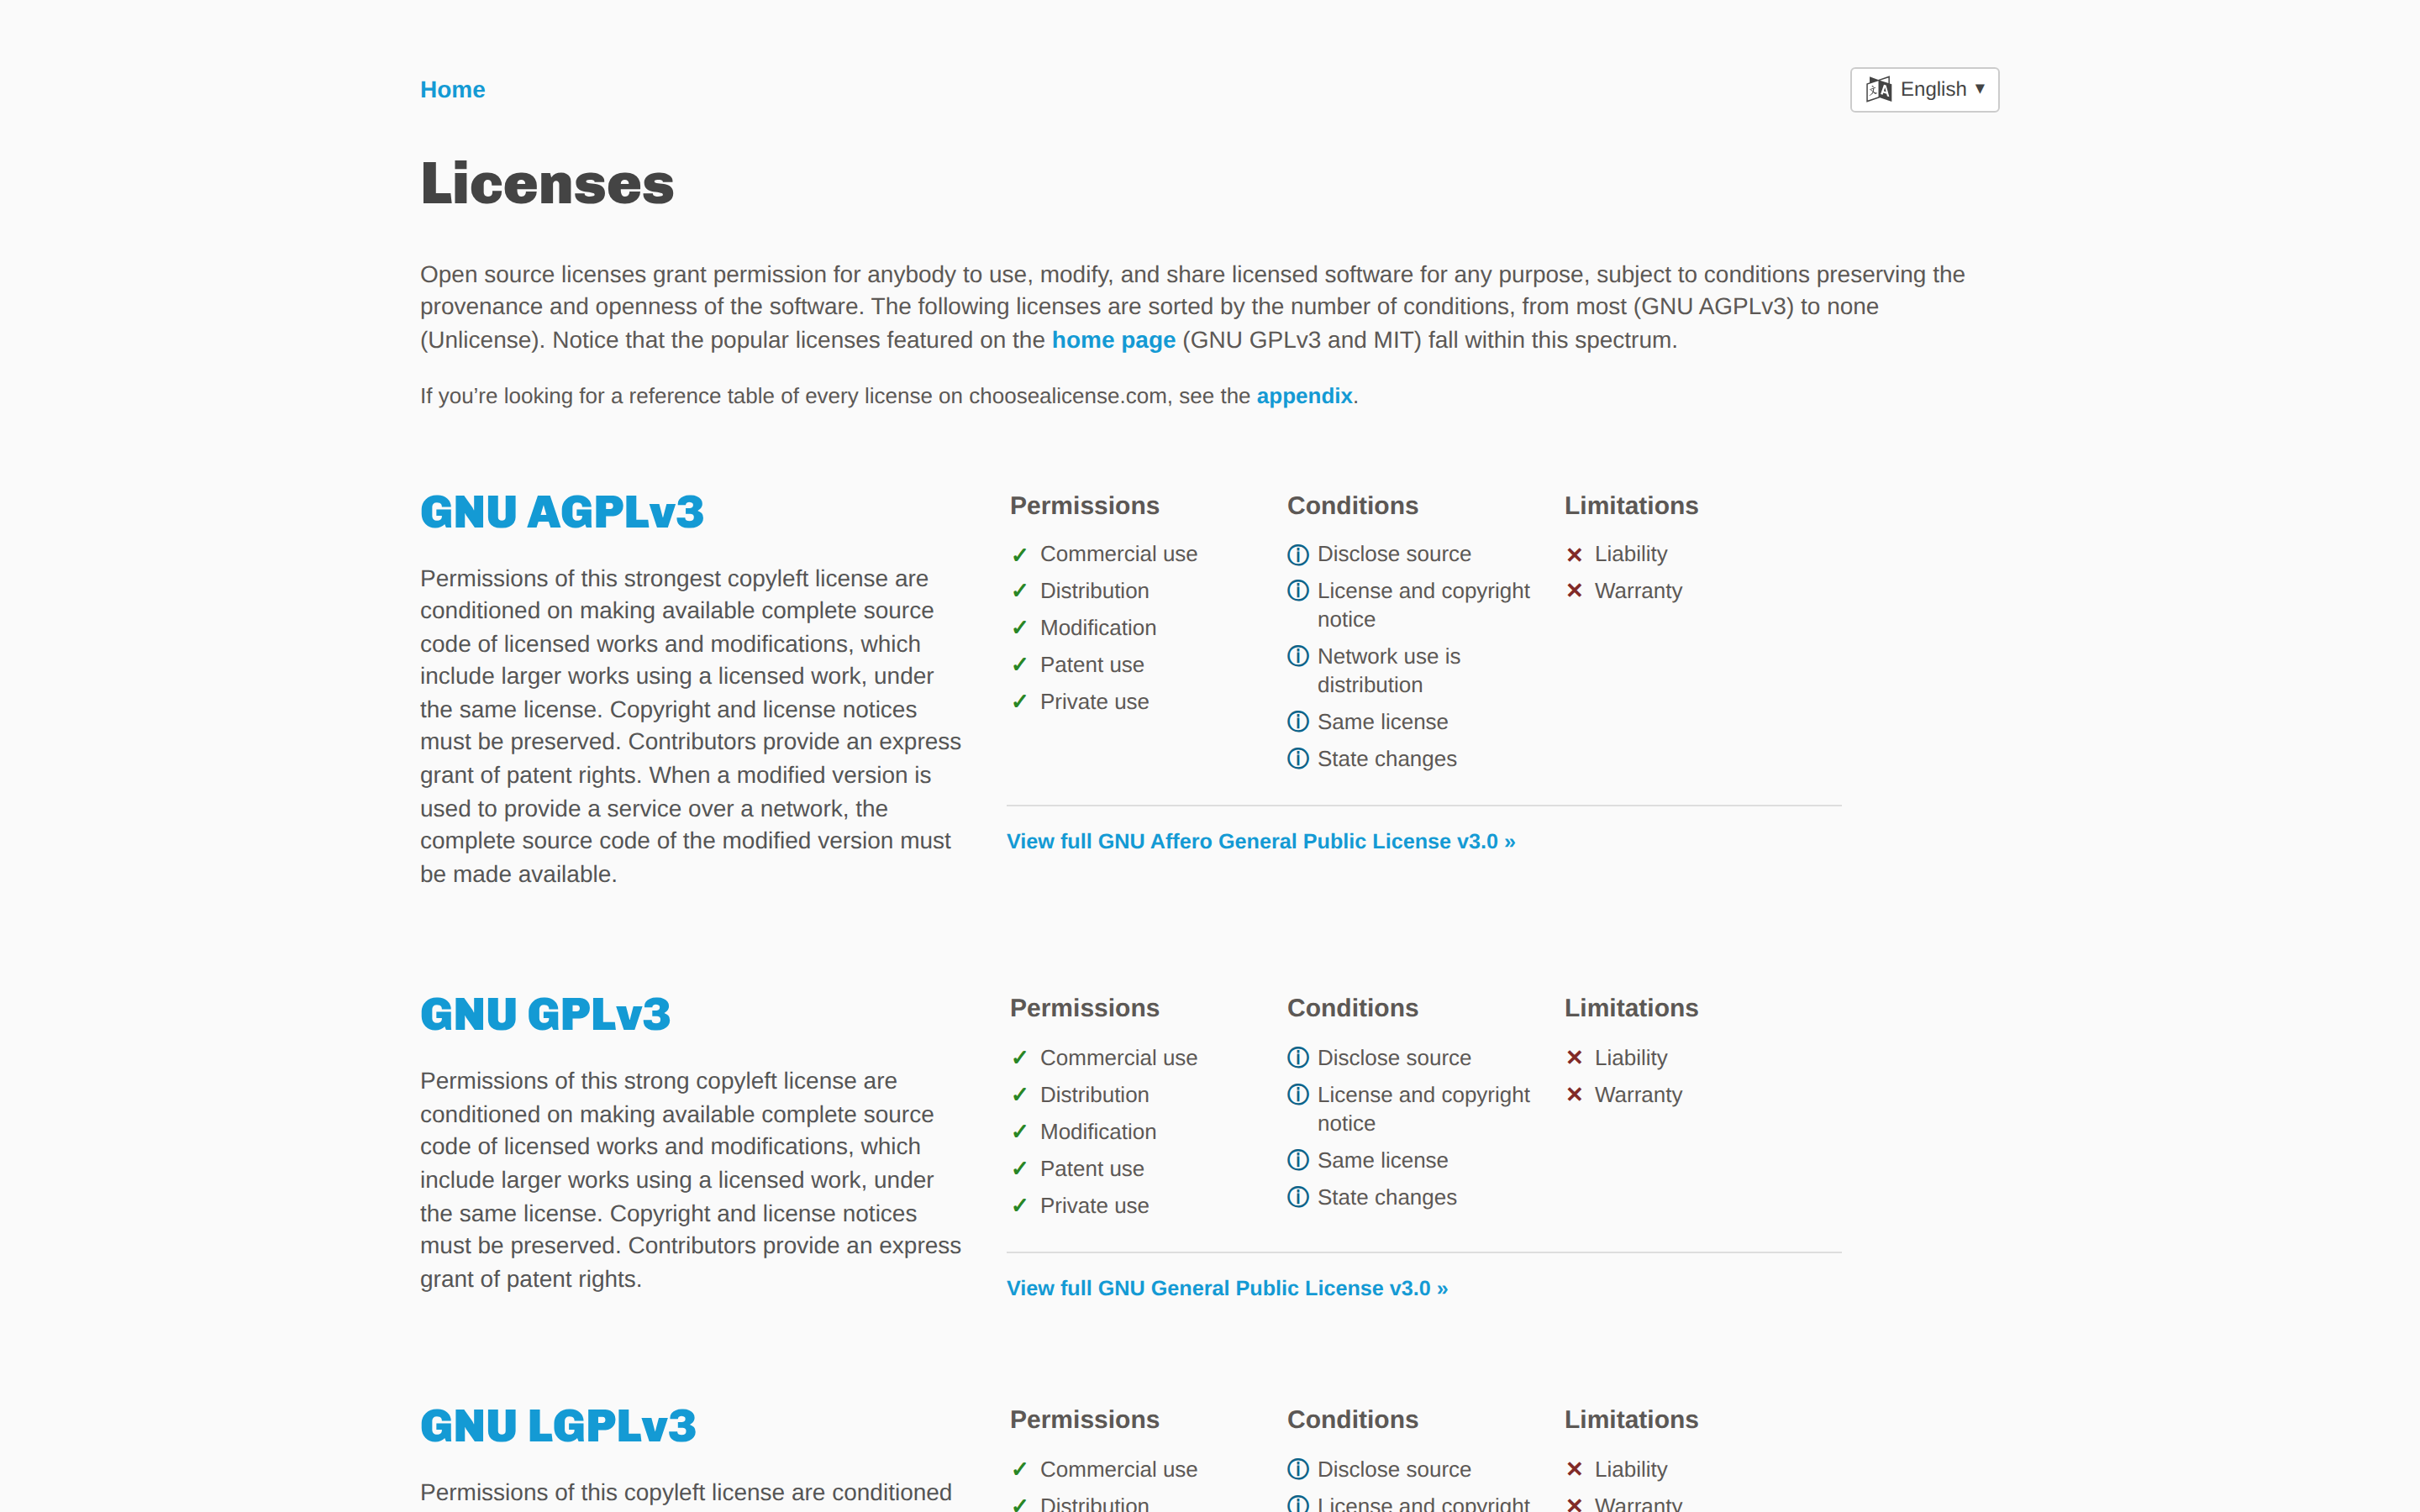 Home
English ▼
Licenses
Open source licenses grant permission for anybody to use, modify, and share licensed software for any purpose, subject to conditions preserving the
provenance and openness of the software. The following licenses are sorted by the number of conditions, from most (GNU AGPLv3) to none
(Unlicense). Notice that the popular licenses featured on the home page (GNU GPLv3 and MIT) fall within this spectrum.
If you’re looking for a reference table of every license on choosealicense.com, see the appendix.
GNU AGPLv3
Permissions of this strongest copyleft license are
conditioned on making available complete source
code of licensed works and modifications, which
include larger works using a licensed work, under
the same license. Copyright and license notices
must be preserved. Contributors provide an express
grant of patent rights. When a modified version is
used to provide a service over a network, the
complete source code of the modified version must
be made available.
Permissions
Commercial use
Distribution
Modification
Patent use
Private use
Conditions
Disclose source
License and copyright
notice
Network use is
distribution
Same license
State changes
Limitations
Liability
Warranty
View full GNU Affero General Public License v3.0 »
GNU GPLv3
Permissions of this strong copyleft license are
conditioned on making available complete source
code of licensed works and modifications, which
include larger works using a licensed work, under
the same license. Copyright and license notices
must be preserved. Contributors provide an express
grant of patent rights.
Permissions
Commercial use
Distribution
Modification
Patent use
Private use
Conditions
Disclose source
License and copyright
notice
Same license
State changes
Limitations
Liability
Warranty
View full GNU General Public License v3.0 »
GNU LGPLv3
Permissions of this copyleft license are conditioned
Permissions
Commercial use
Distribution
Conditions
Disclose source
License and copyright
Limitations
Liability
Warranty